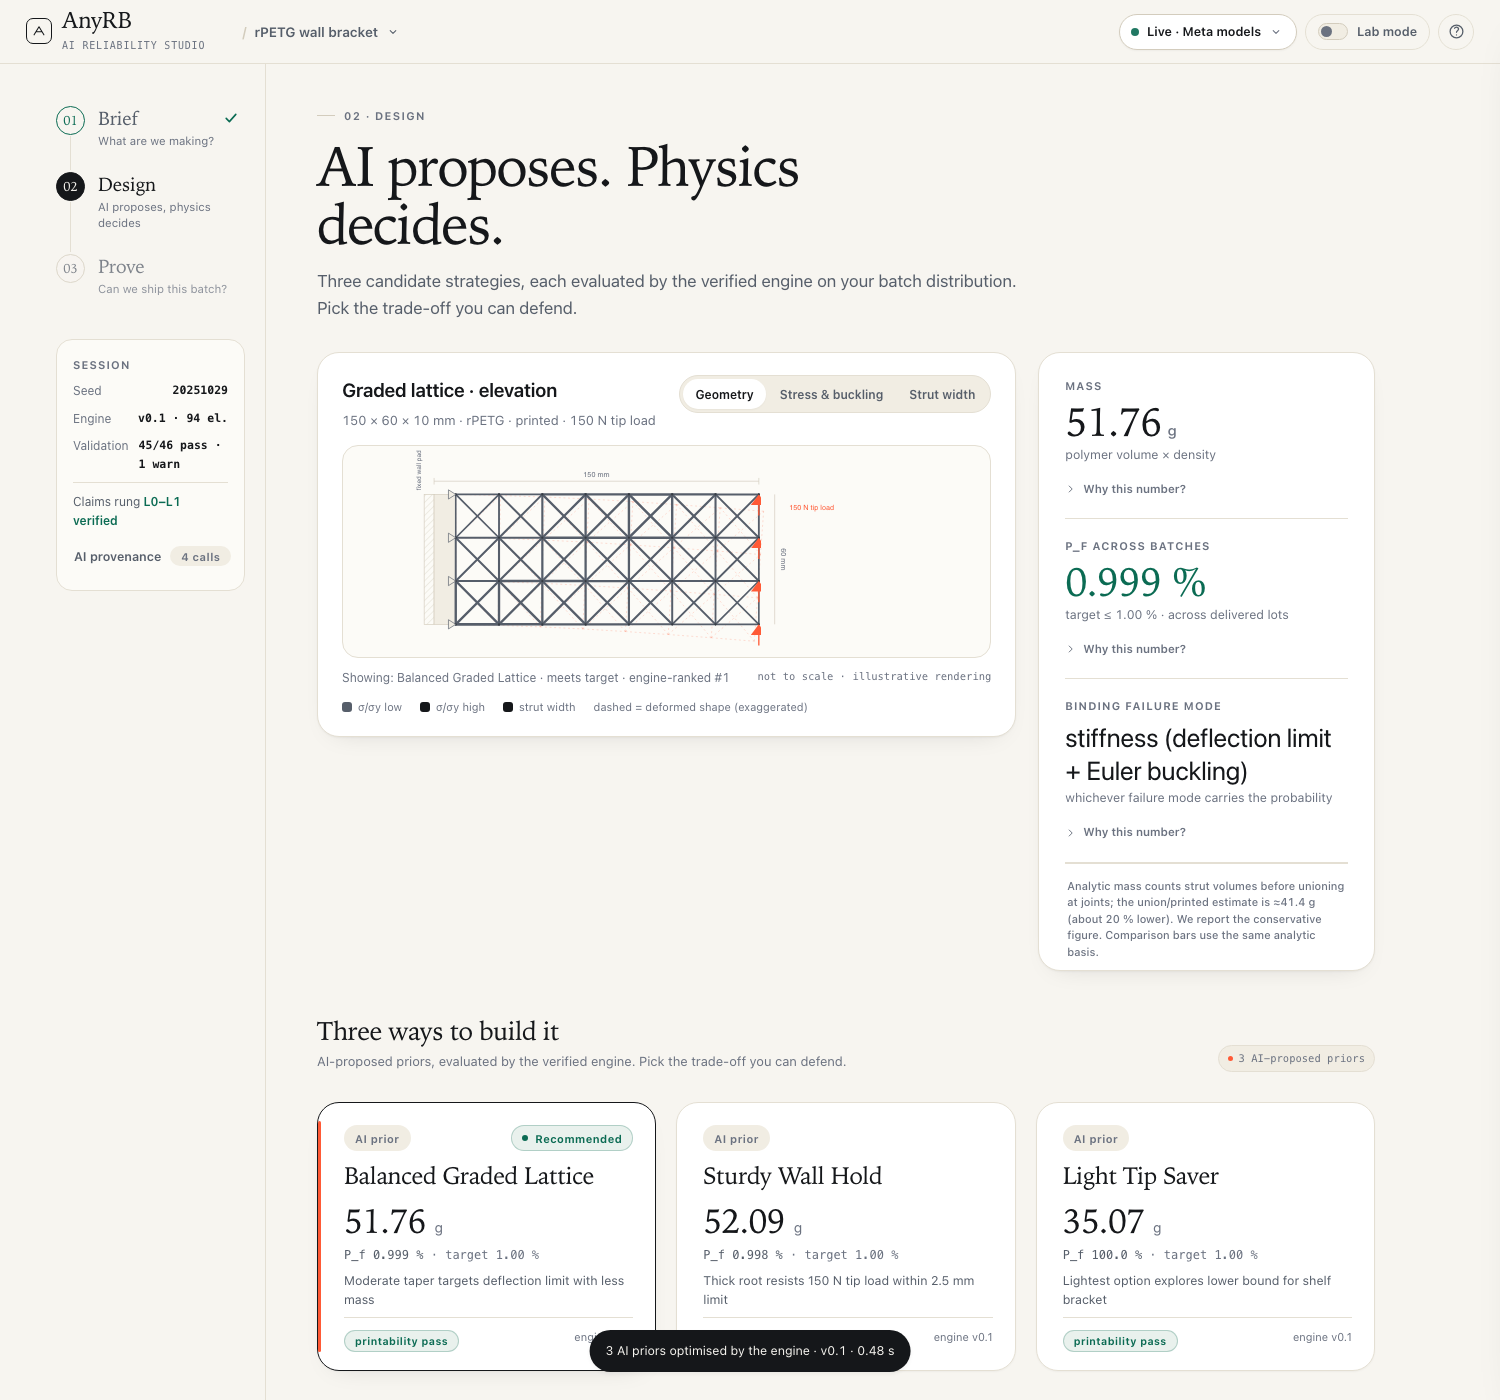 AnyRB
AI RELIABILITY STUDIO
/ rPETG wall bracket
Live · Meta models
Lab mode
01
Brief
What are we making?
02
Design
AI proposes, physics
decides
03
Prove
Can we ship this batch?
SESSION
Seed 20251029
Engine v0.1 · 94 el.
Validation 45/46 pass ·
1 warn
Claims rung L0–L1
verified
AI provenance 4 calls
02 · DESIGN
AI proposes. Physics
decides.
Three candidate strategies, each evaluated by the verified engine on your batch distribution.
Pick the trade-off you can defend.
Graded lattice · elevation
Geometry Stress & buckling Strut width
150 × 60 × 10 mm · rPETG · printed · 150 N tip load
fixed wall pad
150 mm
150 N tip load
60 mm
Showing: Balanced Graded Lattice · meets target · engine-ranked #1
not to scale · illustrative rendering
σ/σy low σ/σy high strut width dashed = deformed shape (exaggerated)
MASS
51.76 g
polymer volume × density
Why this number?
P_F ACROSS BATCHES
0.999 %
target ≤ 1.00 % · across delivered lots
Why this number?
BINDING FAILURE MODE
stiffness (deflection limit
+ Euler buckling)
whichever failure mode carries the probability
Why this number?
Analytic mass counts strut volumes before unioning
at joints; the union/printed estimate is ≈41.4 g
(about 20 % lower). We report the conservative
figure. Comparison bars use the same analytic
basis.
Three ways to build it
AI-proposed priors, evaluated by the verified engine. Pick the trade-off you can defend.
3 AI-proposed priors
AI prior
Recommended
Balanced Graded Lattice
51.76 g
P_f 0.999 % · target 1.00 %
Moderate taper targets deflection limit with less
mass
printability pass
AI prior
Sturdy Wall Hold
52.09 g
P_f 0.998 % · target 1.00 %
Thick root resists 150 N tip load within 2.5 mm
limit
engine v0.1
AI prior
Light Tip Saver
35.07 g
P_f 100.0 % · target 1.00 %
Lightest option explores lower bound for shelf
bracket
printability pass
engine v0.1
3 AI priors optimised by the engine · v0.1 · 0.48 s